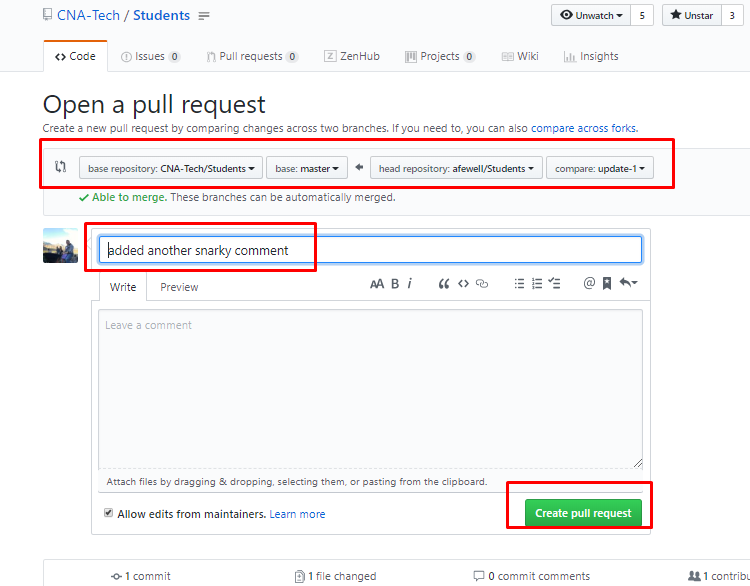 CNA-Tech / Students Unwatch 5 Unstar 3
Code Issues 0 Pull requests 0 ZenHub Projects 0 Wiki Insights
Open a pull request
Create a new pull request by comparing changes across two branches. If you need to, you can also compare across forks.
base repository: CNA-Tech/Students base: master head repository: afewell/Students compare: update-1
Able to merge. These branches can be automatically merged.
added another snarky comment
Write Preview AA B i @
Leave a comment
Attach files by dragging & dropping, selecting them, or pasting from the clipboard.
Allow edits from maintainers. Learn more Create pull request
1 commit 1 file changed 0 commit comments 1 contribu